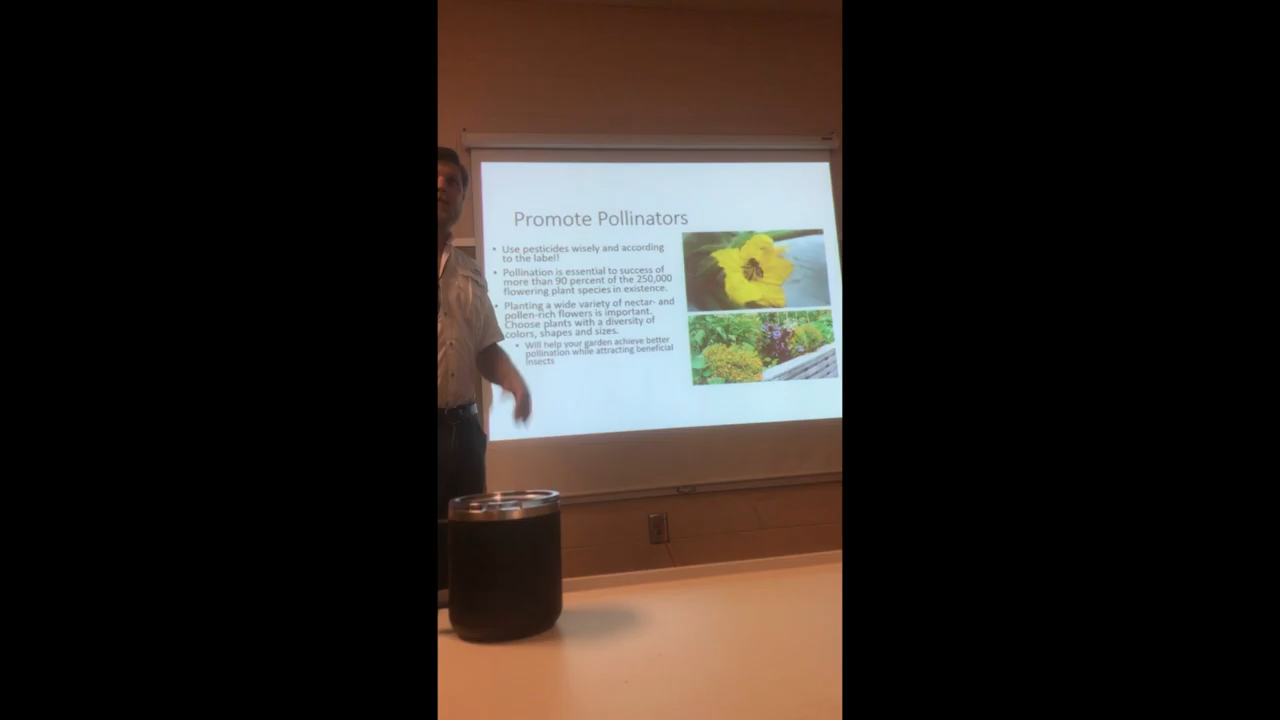 Promote Pollinators
• Use pesticides wisely and according
to the label!
• Pollination is essential to success of
more than 90 percent of the 250,000
flowering plant species in existence.
• Planting a wide variety of nectar- and
pollen-rich flowers is important.
Choose plants with a diversity of
colors, shapes and sizes.
• Will help your garden achieve better
pollination while attracting beneficial
insects